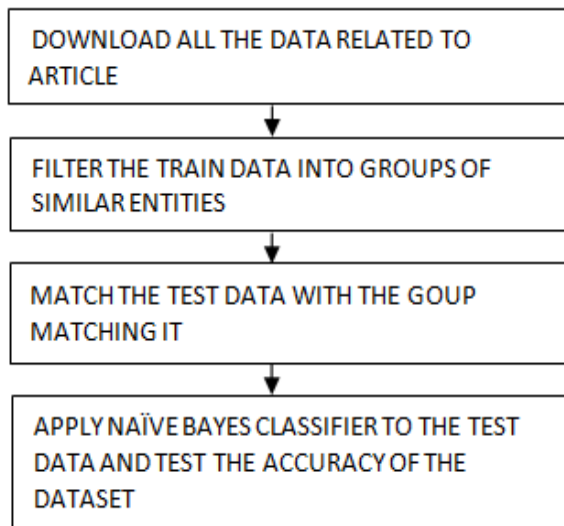 DOWNLOAD ALL THE DATA RELATED TO
ARTICLE
FILTER THE TRAIN DATA INTO GROUPS OF
SIMILAR ENTITIES
MATCH THE TEST DATA WITH THE GOUP
MATCHING IT
APPLY NAÏVE BAYES CLASSIFIER TO THE TEST
DATA AND TEST THE ACCURACY OF THE
DATASET